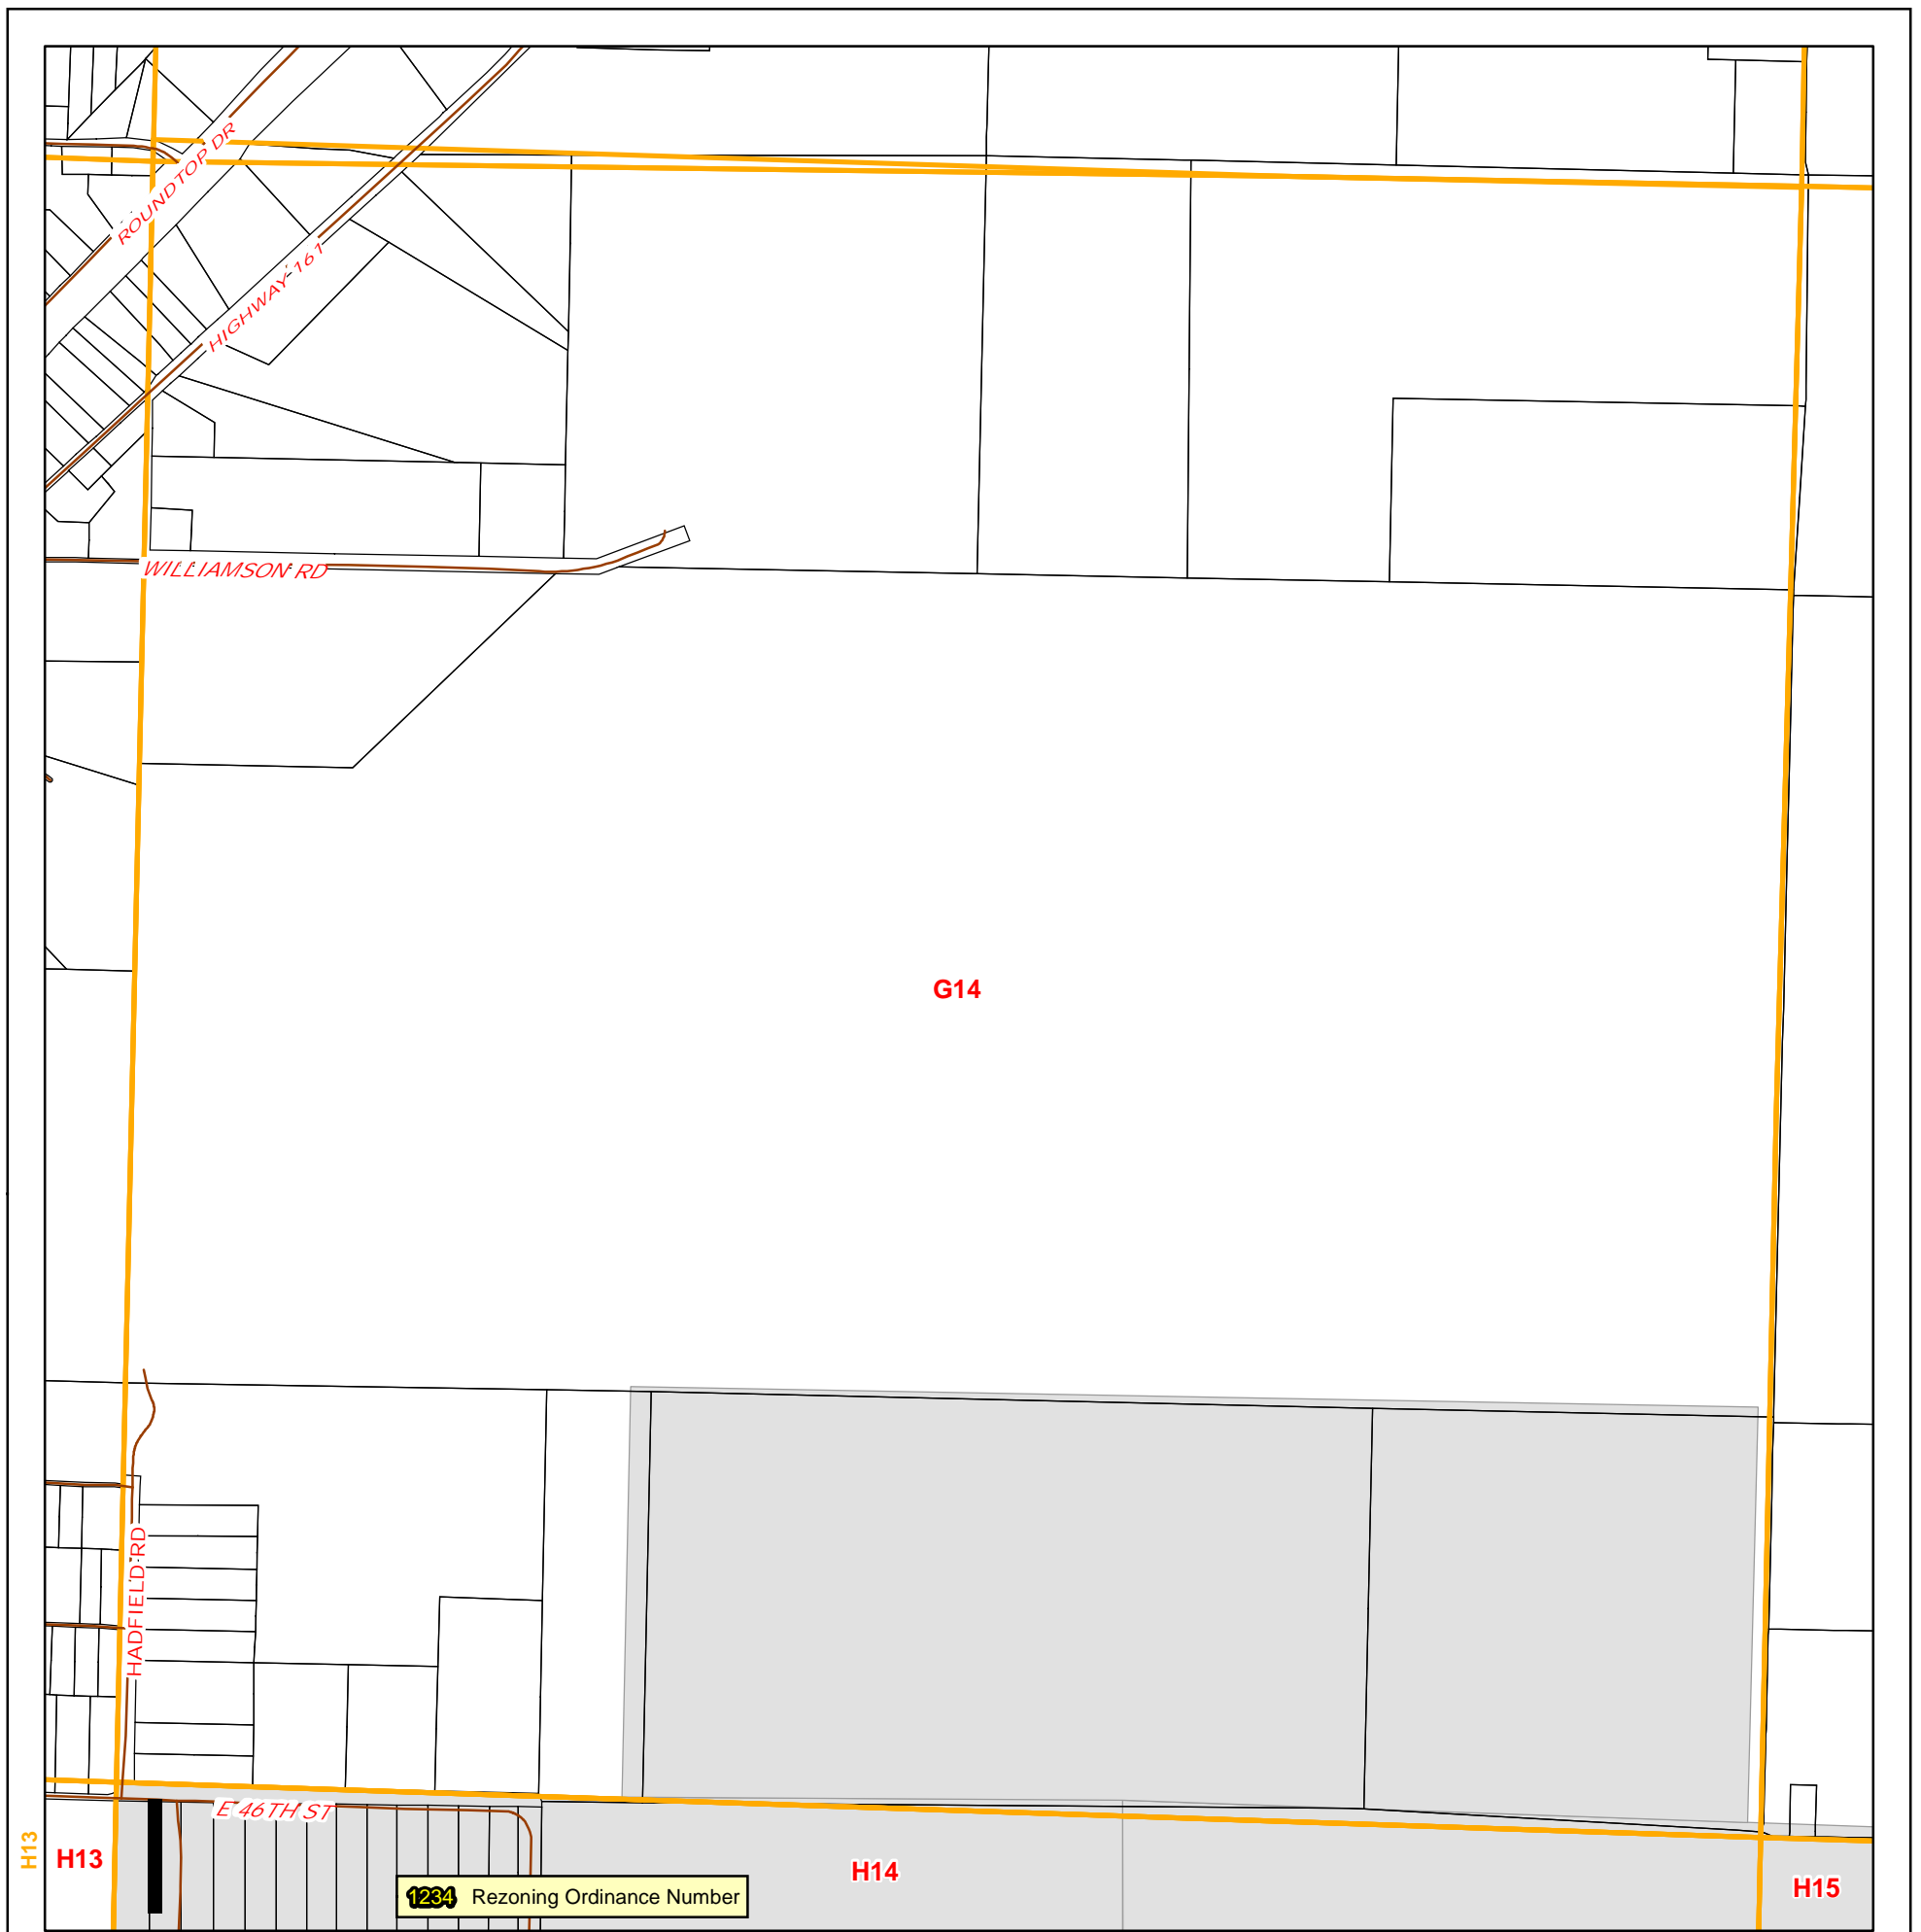 ROUNDTOP DR
HIGHWAY 161
WILLIAMSON RD
G14
HADFIELD RD
E 46TH ST
H13
H13
H14
H15
1234 Rezoning Ordinance Number